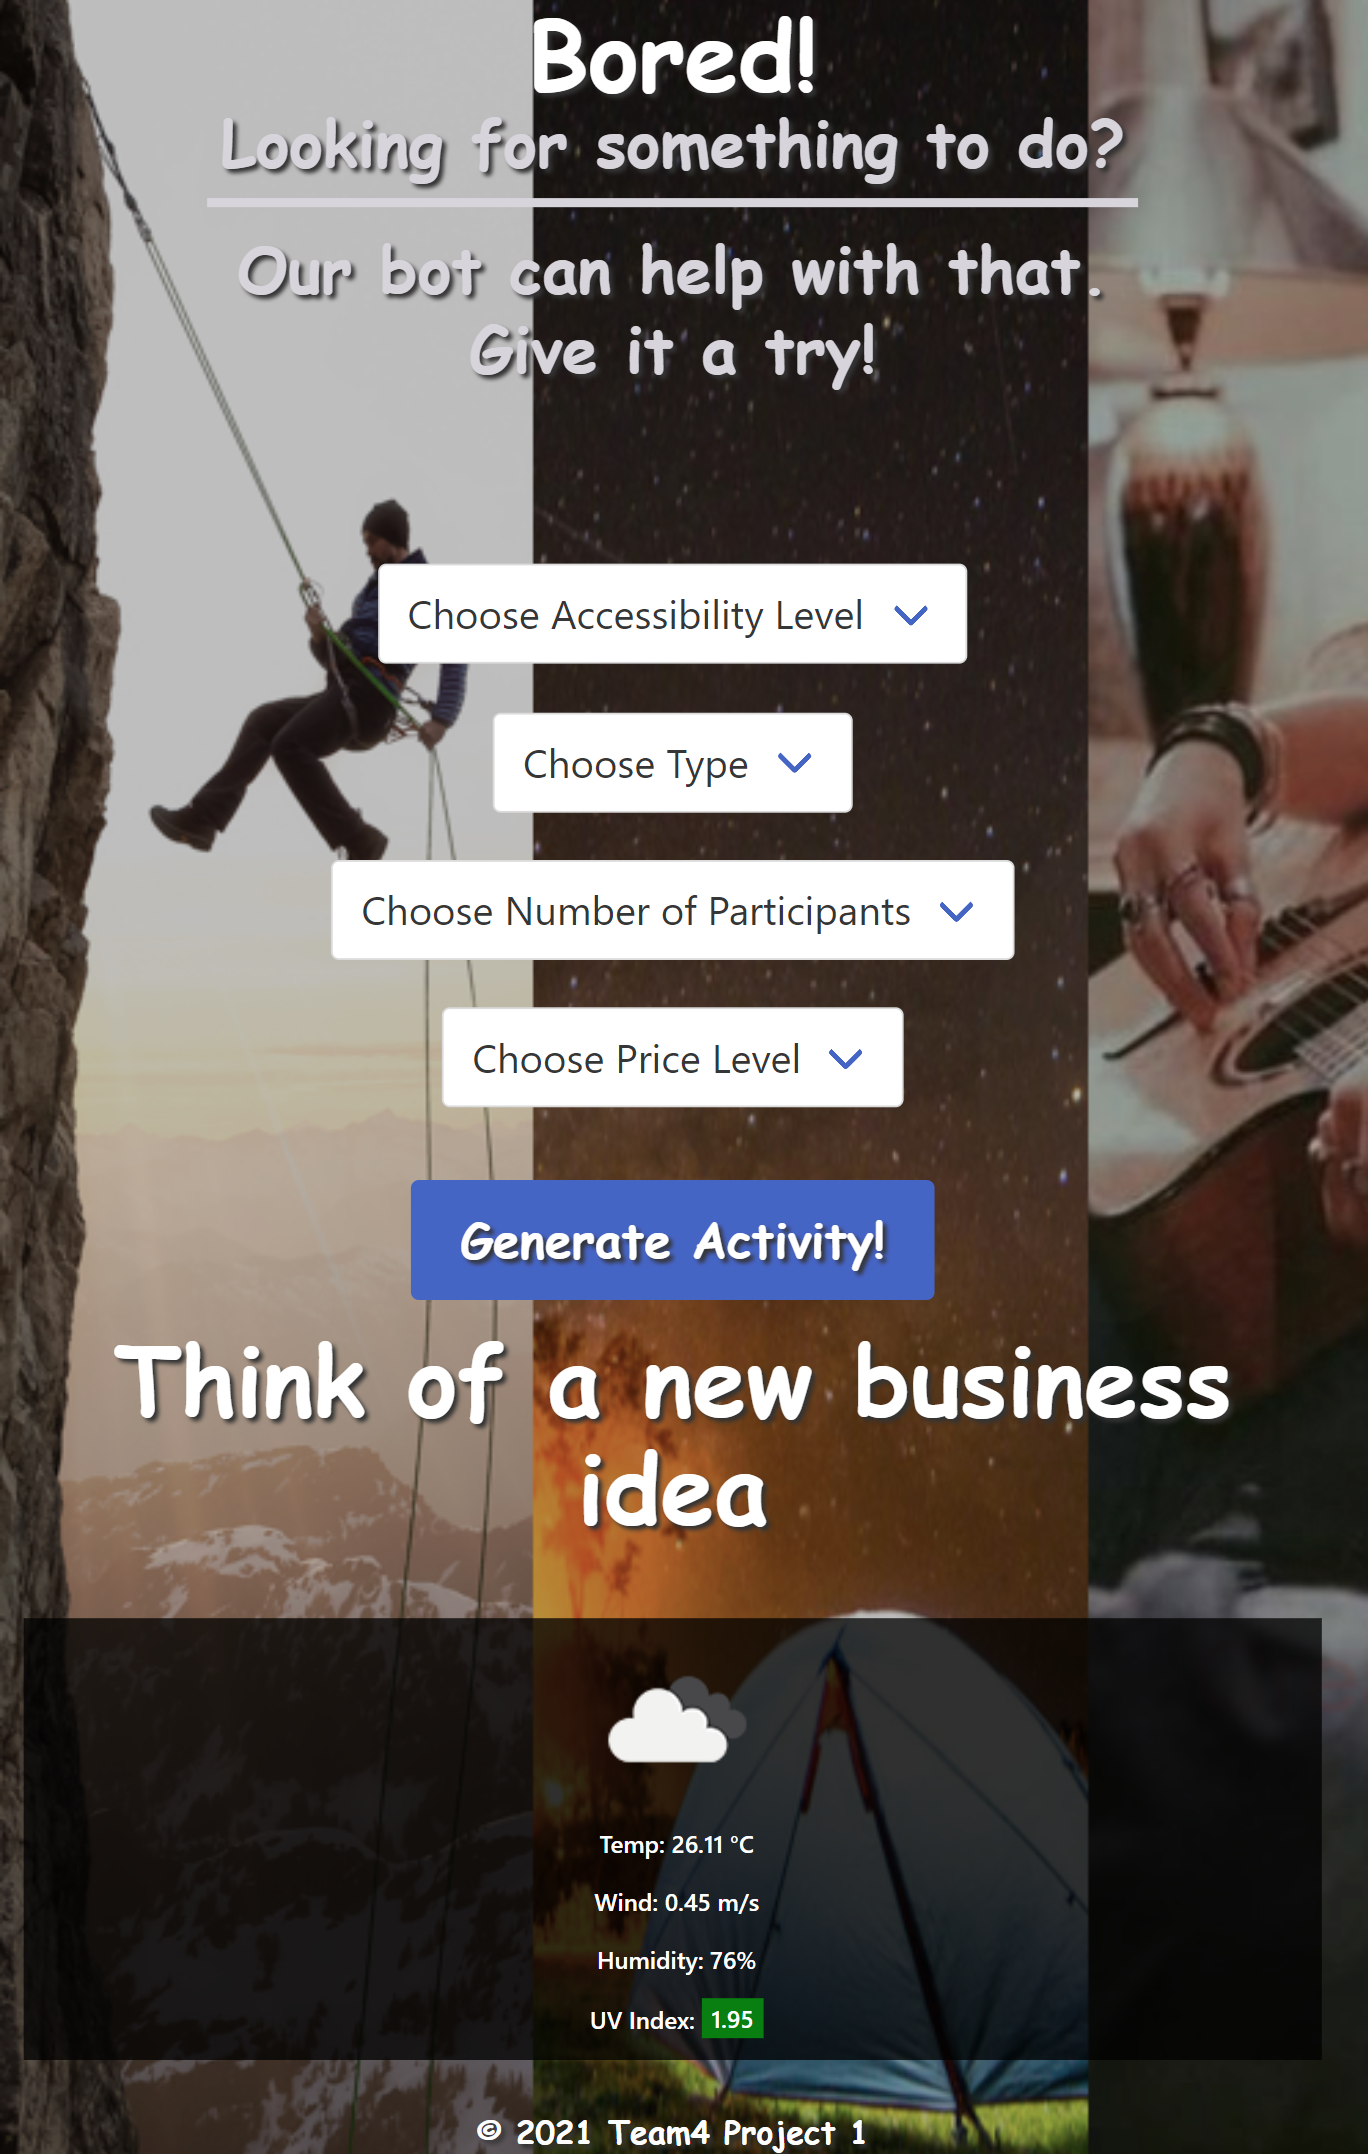 Bored!
Looking for something to do?
Our bot can help with that.
Give it a try!
Choose Accessibility Level
Choose Type
Choose Number of Participants
Choose Price Level
Generate Activity!
Think of a new business
idea
Temp: 26.11 °C
Wind: 0.45 m/s
Humidity: 76%
UV Index: 1.95
© 2021 Team4 Project 1